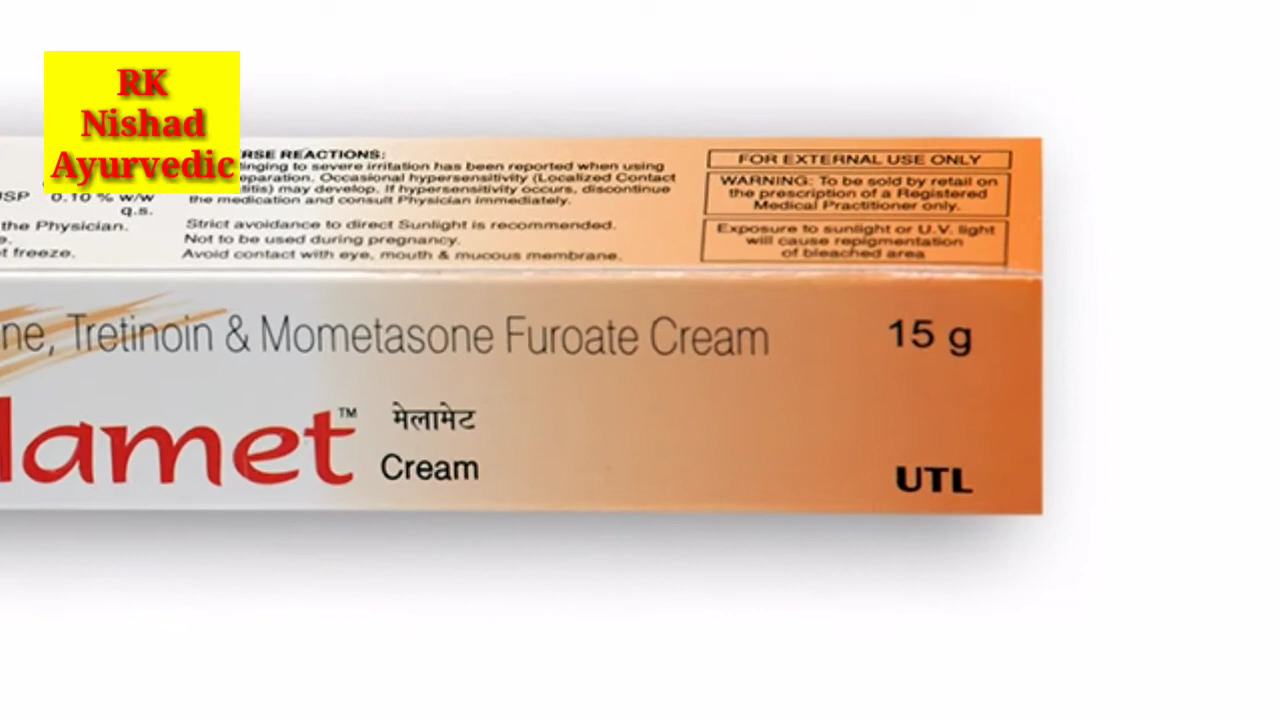 RK
Nishad
Ayurvedic
RSE REACTIONS:
inging to severe irritation has been reported when using
eparation. Occasional hypersensitivity (Localized Contact
titis) may develop. If hypersensitivity occurs, discontinue
the medication and consult Physician immediately.
Strict avoidance to direct Sunlight is recommended.
Not to be used during pregnancy.
Avoid contact with eye, mouth & mucous membrane.
USP 0.10 % w/w
q.s.
the Physician.
e.
t freeze.
FOR EXTERNAL USE ONLY
WARNING: To be sold by retail on
the prescription of a Registered
Medical Practitioner only.
Exposure to sunlight or U.V. light
will cause repigmentation
of bleached area
ne, Tretinoin & Mometasone Furoate Cream
15 g
lamet™
मेलामेट
Cream
UTL